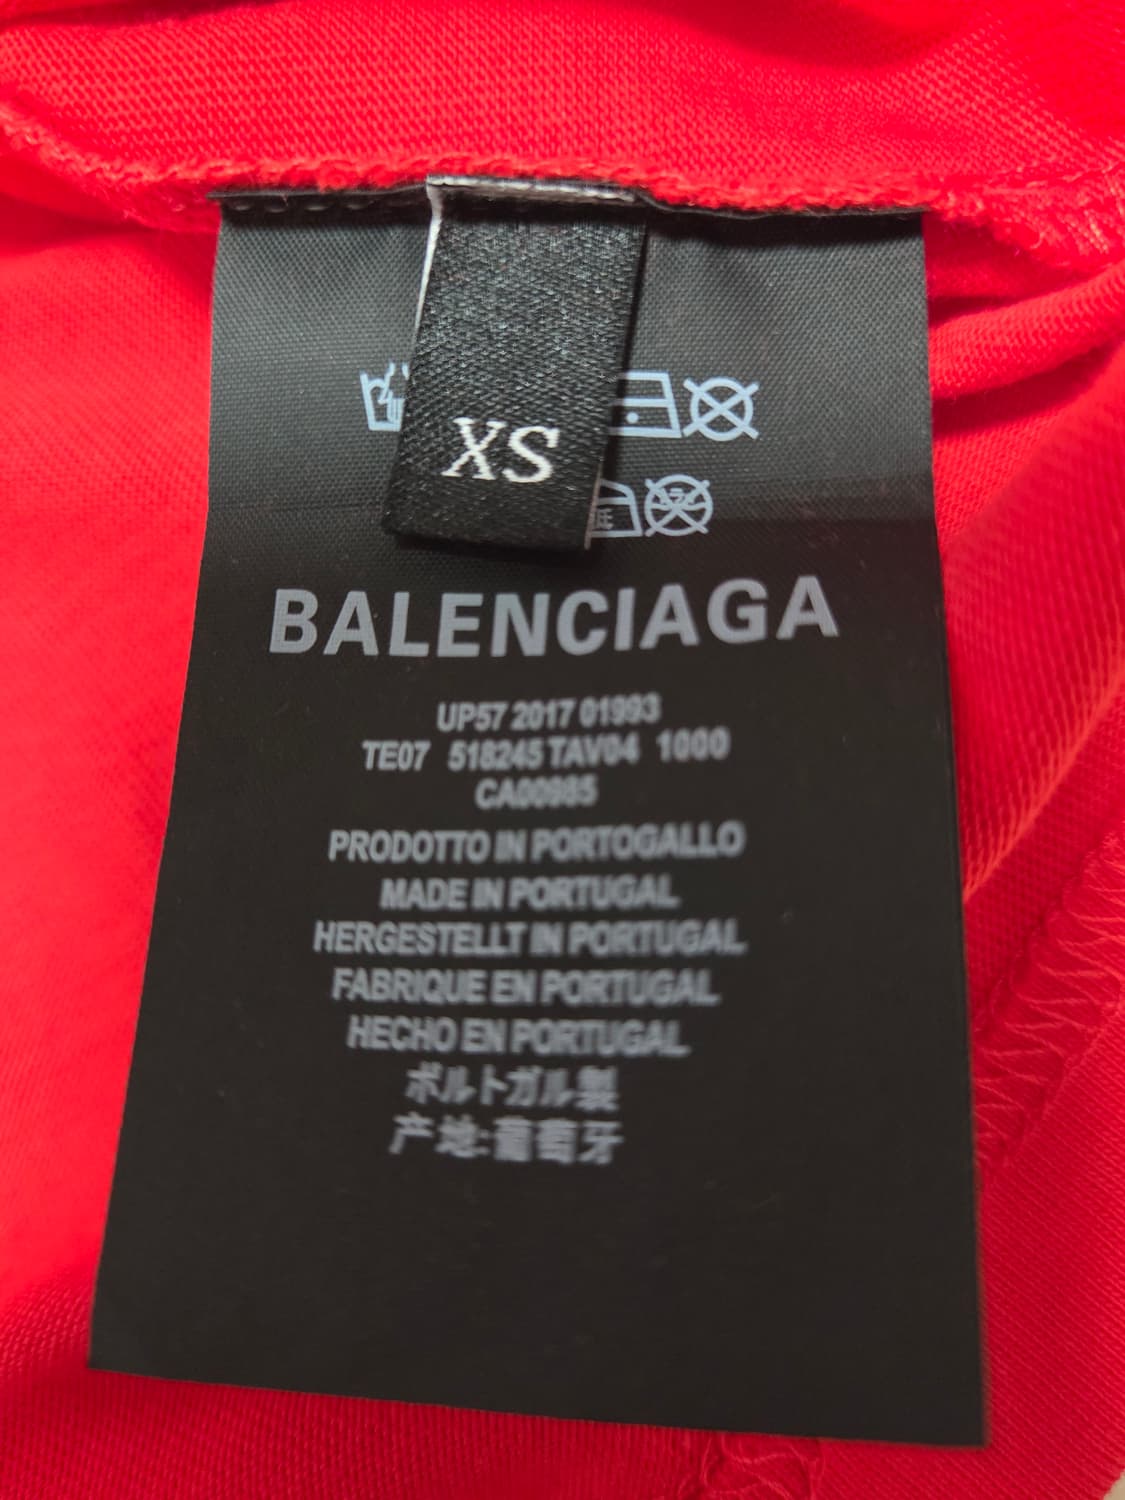 XS
BALENCIAGA
UP57 2017 01993
TE07 518245 TAV04 1000
CA00985
PRODOTTO IN PORTOGALLO
MADE IN PORTUGAL
HERGESTELLT IN PORTUGAL
FABRIQUE EN PORTUGAL
HECHO EN PORTUGAL
ポルトガル製
产地:葡萄牙